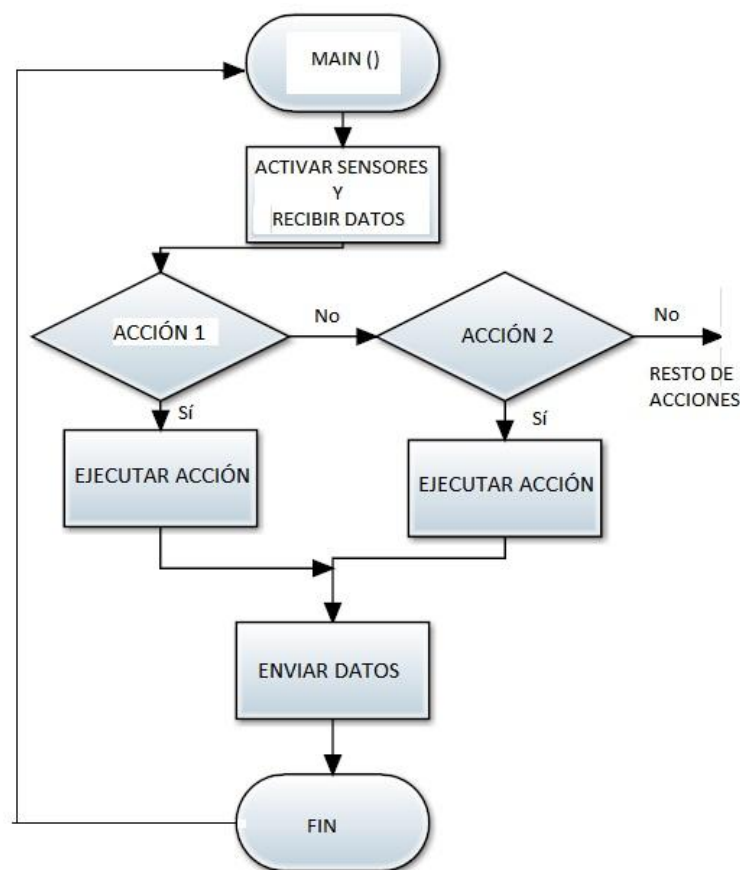 MAIN ()
ACTIVAR SENSORES
Y
RECIBIR DATOS
ACCIÓN 1
No
ACCIÓN 2
No
RESTO DE
ACCIONES
Sí
Sí
EJECUTAR ACCIÓN
EJECUTAR ACCIÓN
ENVIAR DATOS
FIN